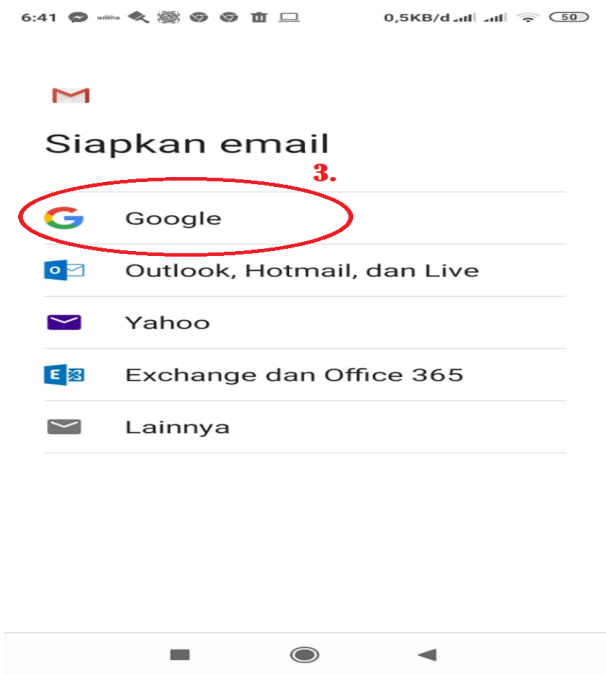 6:41 0,5KB/d 50
Siapkan email
3.
Google
Outlook, Hotmail, dan Live
Yahoo
Exchange dan Office 365
Lainnya